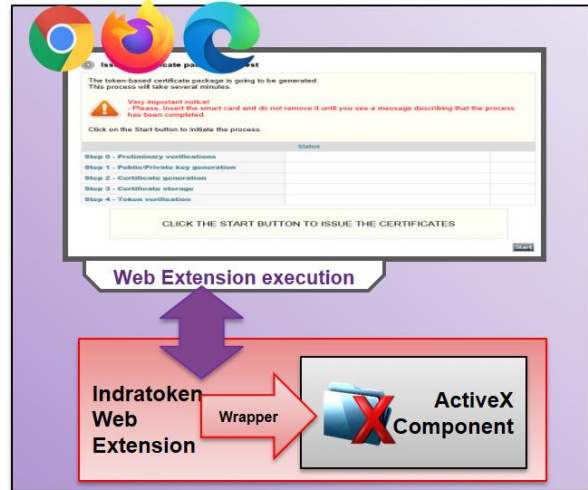 The token-based certificate package is going to be generated.
This process will take several minutes.
Very important notice!
- Please, insert the smart card and do not remove it until you see a message describing that the process
has been completed.
Click on the Start button to initiate the process.
Status
Step 0 - Preliminary verifications
Step 1 - Public/Private key generation
Step 2 - Certificate generation
Step 3 - Certificate storage
Step 4 - Token verification
CLICK THE START BUTTON TO ISSUE THE CERTIFICATES
Start
Web Extension execution
Indratoken
Web
Extension
Wrapper
ActiveX
Component